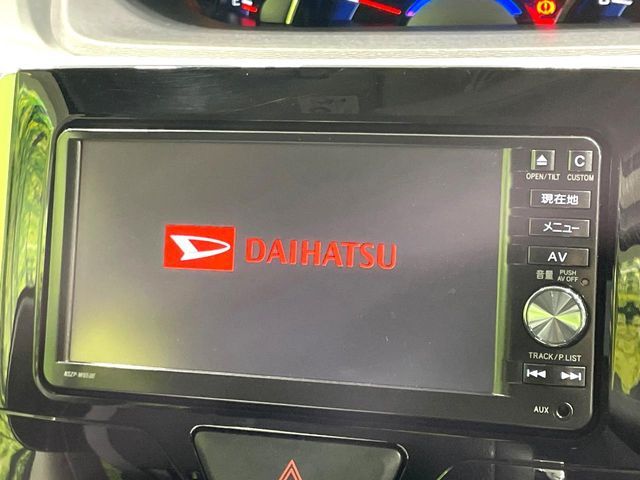 C
OPEN/TILT CUSTOM
現在地
メニュー
AV
音量 PUSH AV OFF
DAIHATSU
TRACK/P.LIST
AUX